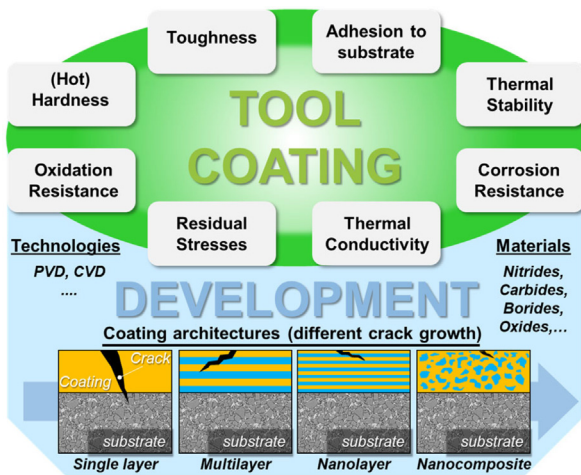 Toughness
Adhesion to
substrate
(Hot)
Hardness
Thermal
Stability
TOOL
COATING
Oxidation
Resistance
Corrosion
Resistance
Residual
Stresses
Thermal
Conductivity
Technologies
PVD, CVD
....
Materials
Nitrides,
Carbides,
Borides,
Oxides,...
DEVELOPMENT
Coating architectures (different crack growth)
Crack
Coating
substrate
substrate
substrate
substrate
Single layer
Multilayer
Nanolayer
Nanocomposite